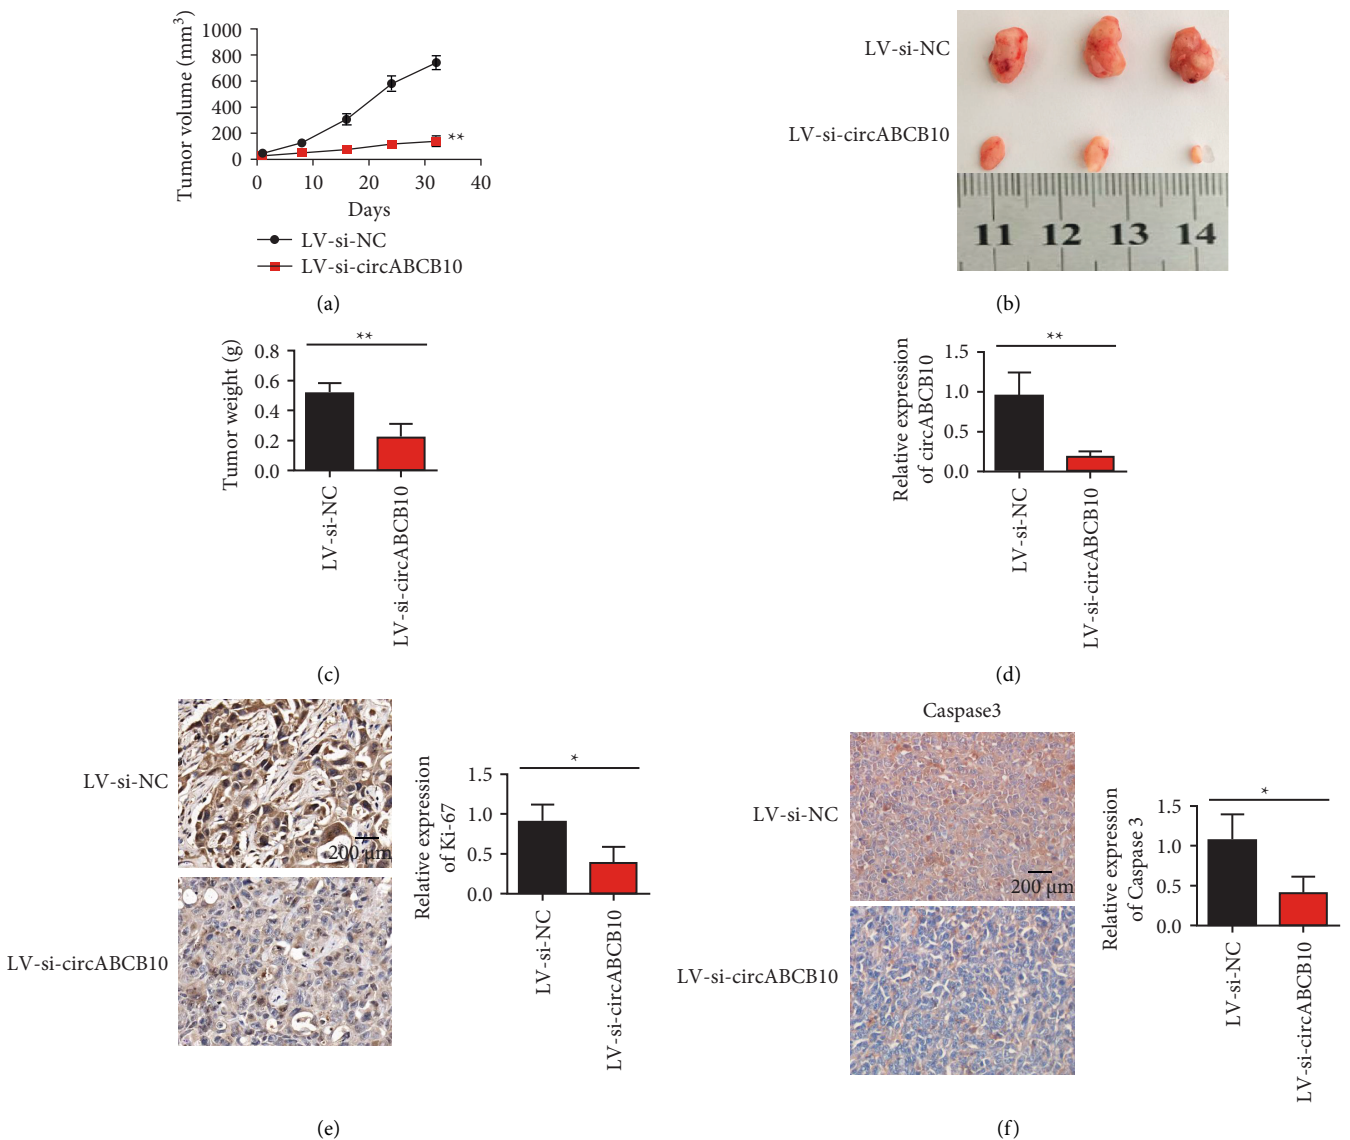 Tumor volume (mm³)
1000
800
600
400
200
0
**
0 10 20 30 40
Days
LV-si-NC
LV-si-circABCB10
(a)
LV-si-NC
LV-si-circABCB10
11 12 13 14
(b)
Tumor weight (g)
0.8
0.6
0.4
0.2
0.0
**
LV-si-NC
LV-si-circABCB10
(c)
Relative expression
of circABCB10
1.5
1.0
0.5
0.0
**
LV-si-NC
LV-si-circABCB10
(d)
LV-si-NC
200 μm
LV-si-circABCB10
Relative expression
of Ki-67
1.5
1.0
0.5
0.0
*
LV-si-NC
LV-si-circABCB10
(e)
Caspase3
LV-si-NC
200 μm
LV-si-circABCB10
Relative expression
of Caspase 3
1.5
1.0
0.5
0.0
*
LV-si-NC
LV-si-circABCB10
(f)